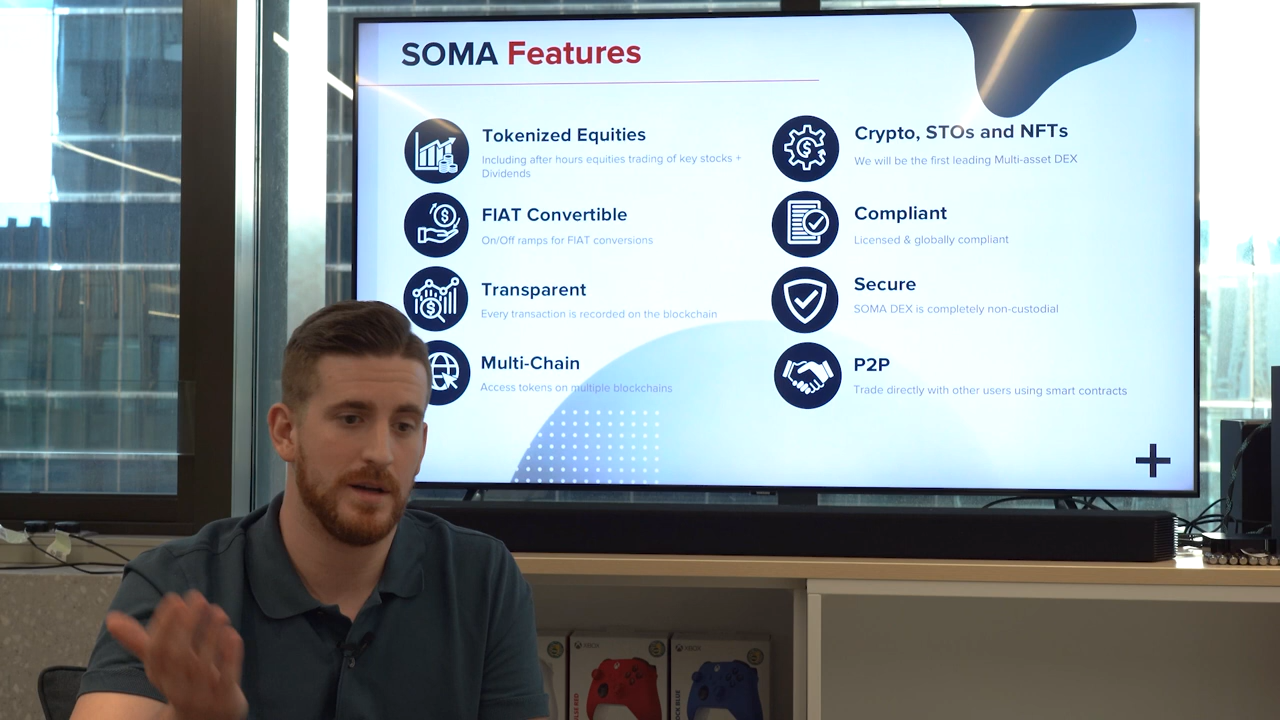 SOMA Features
Tokenized Equities
Including after hours equities trading of key stocks +
Dividends
FIAT Convertible
On/Off ramps for FIAT conversions
Transparent
Every transaction is recorded on the blockchain
Multi-Chain
Access tokens on multiple blockchains
Crypto, STOs and NFTs
We will be the first leading Multi-asset DEX
Compliant
Licensed & globally compliant
Secure
SOMA DEX is completely non-custodial
P2P
Trade directly with other users using smart contracts
XBOX
XBOX